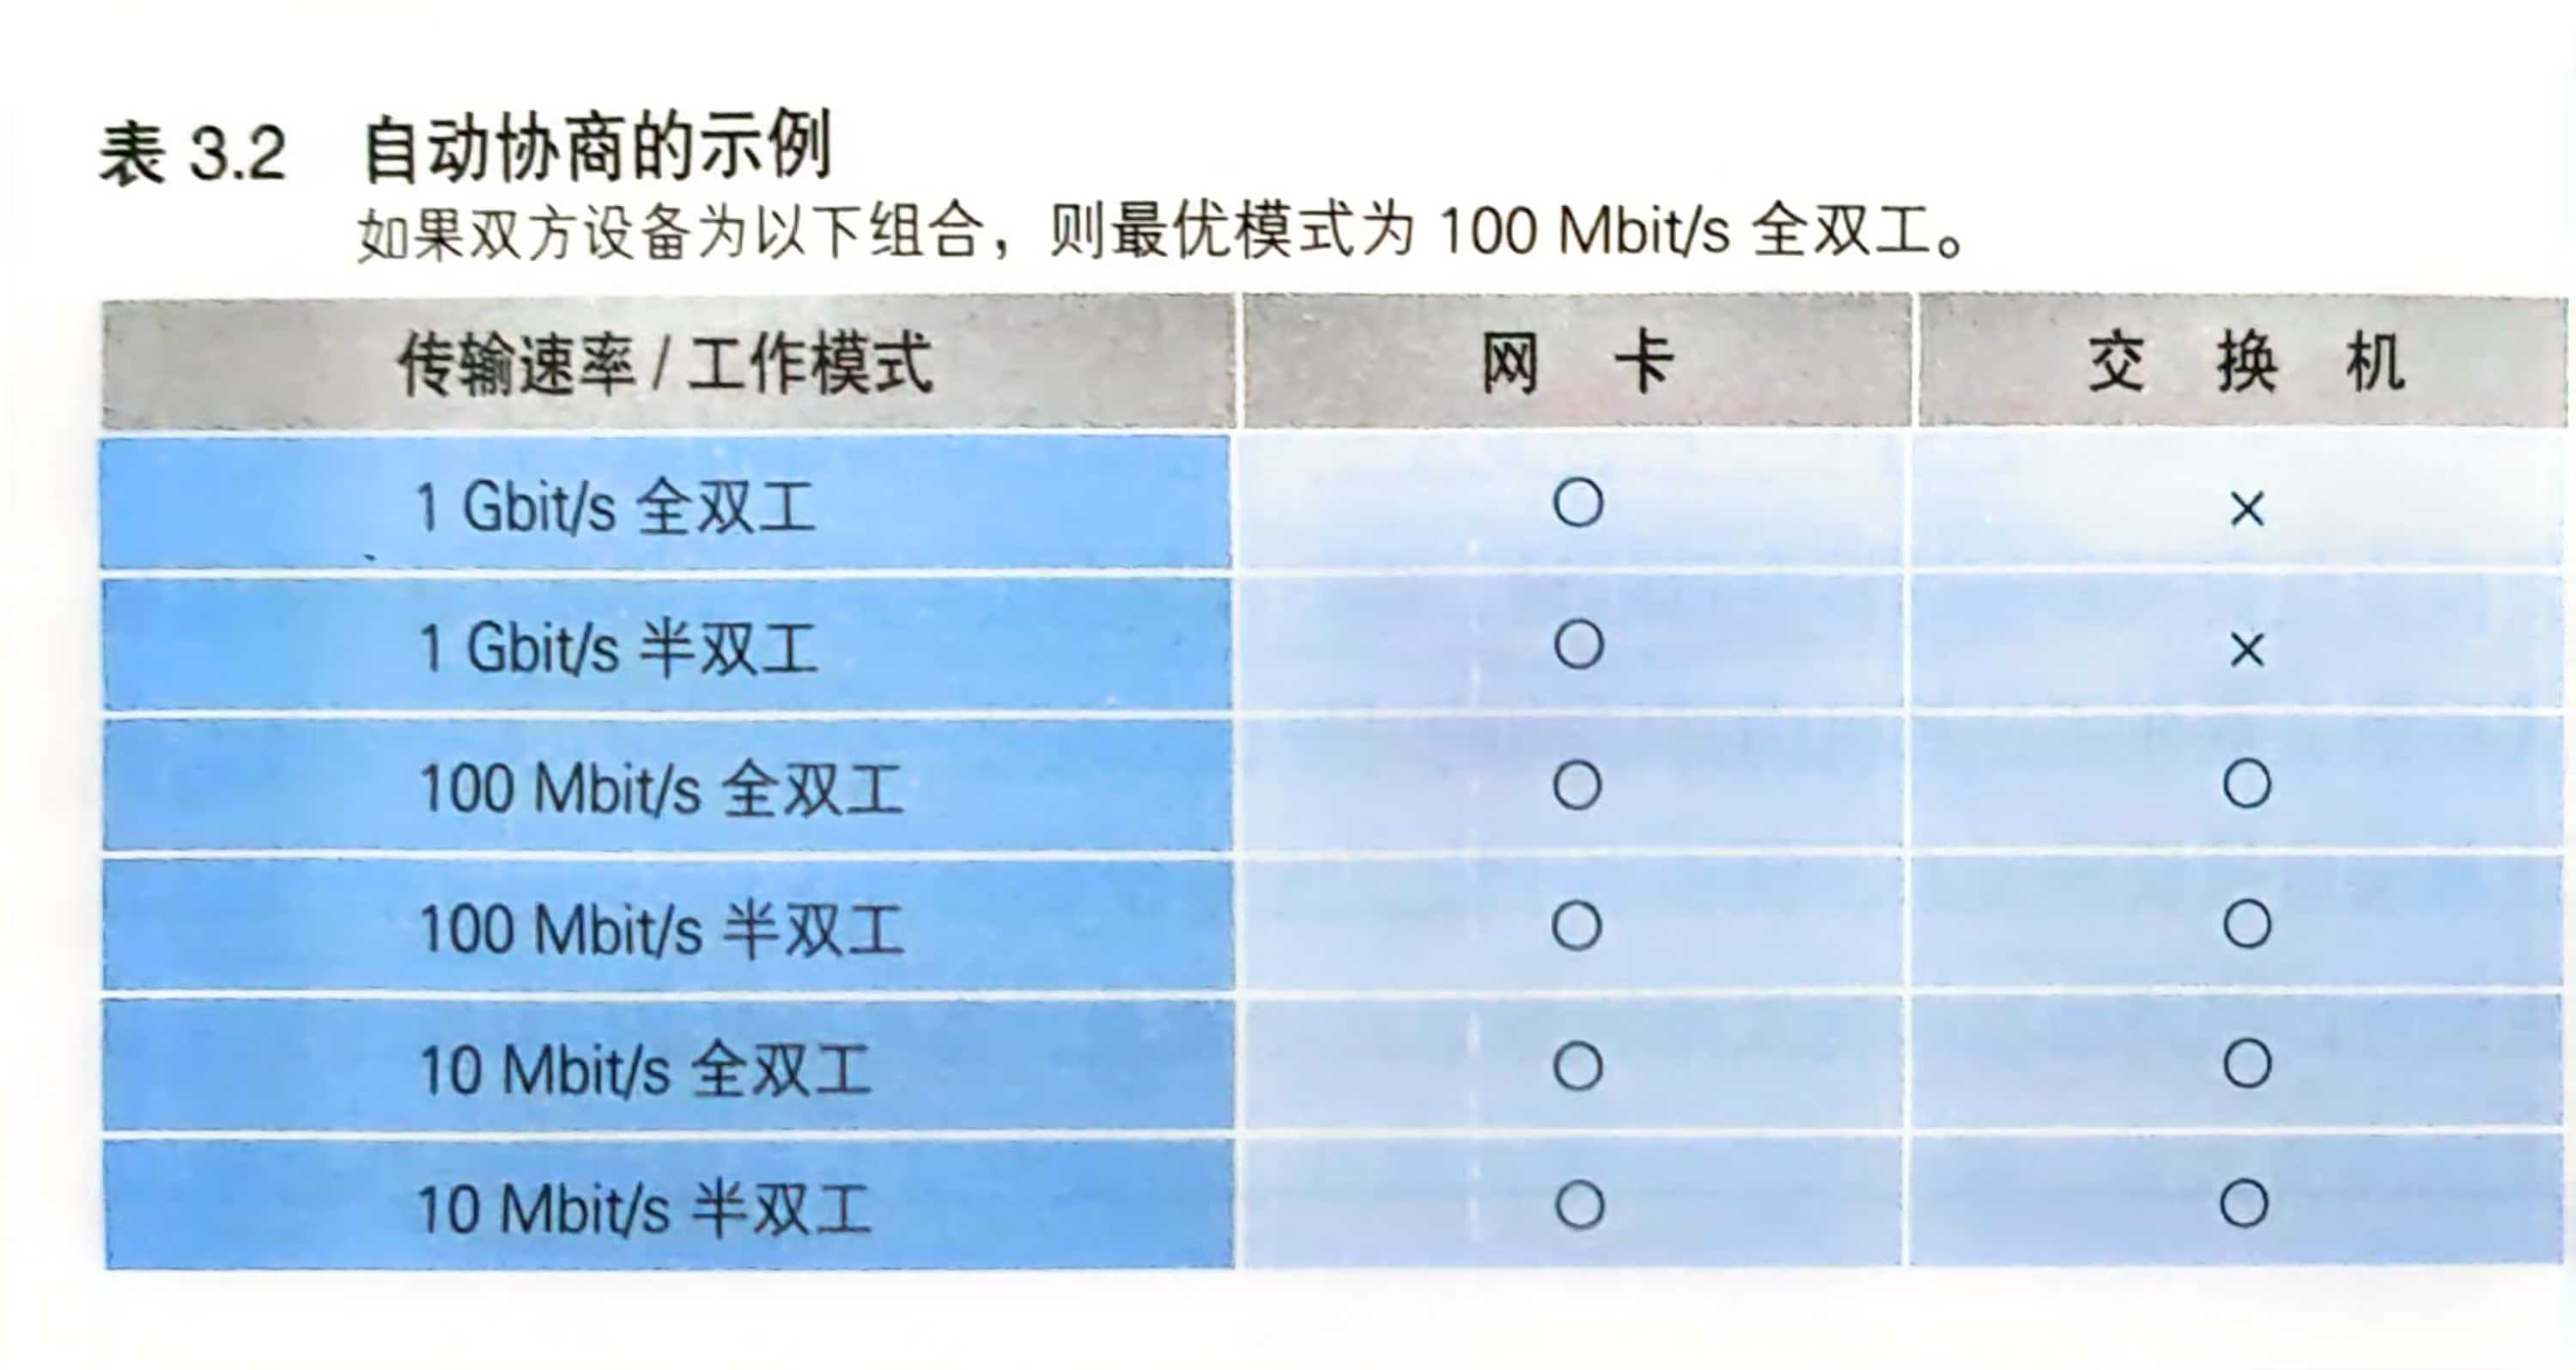 表 3.2 自动协商的示例
如果双方设备为以下组合，则最优模式为 100 Mbit/s 全双工。
传输速率 / 工作模式 网 卡 交 换 机
1 Gbit/s 全双工 ○ ×
1 Gbit/s 半双工 ○ ×
100 Mbit/s 全双工 ○ ○
100 Mbit/s 半双工 ○ ○
10 Mbit/s 全双工 ○ ○
10 Mbit/s 半双工 ○ ○